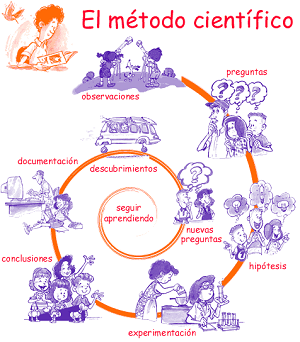 El método científico
observaciones
preguntas
hipótesis
experimentación
conclusiones
documentación
descubrimientos
nuevas
preguntas
seguir
aprendiendo